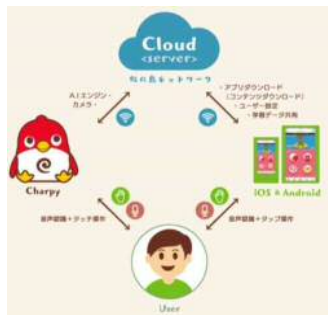 Cloud
<server>
・アプリダウンロード
(コンテンツダウンロード)
・ユーザー設定
・学習データ共有
A.I エンジン・
カメラ・
Charpy
iOS & Android
音声認識+タッチ操作
音声認識+タップ操作
User